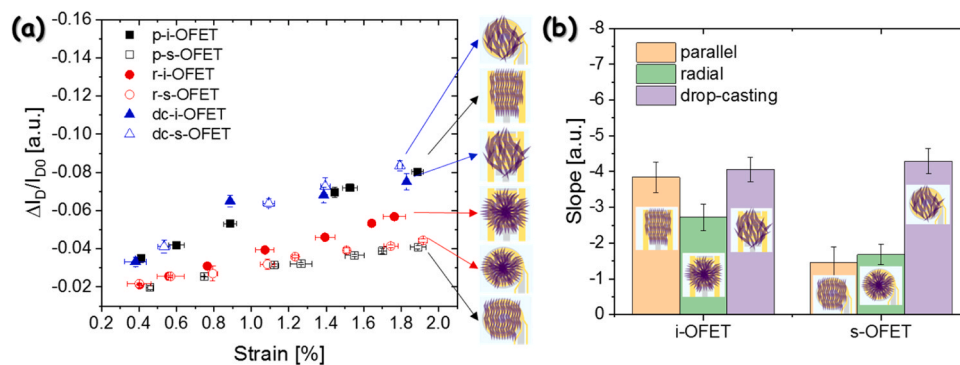 (a)
-0.16
-0.14
-0.12
-0.10
-0.08
-0.06
-0.04
-0.02
ΔI_D/I_D0 [a.u.]
p-i-OFET
p-s-OFET
r-i-OFET
r-s-OFET
dc-i-OFET
dc-s-OFET
0.2 0.4 0.6 0.8 1.0 1.2 1.4 1.6 1.8 2.0
Strain [%]
(b)
-8
-7
-6
-5
-4
-3
-2
-1
0
Slope [a.u.]
parallel
radial
drop-casting
i-OFET s-OFET